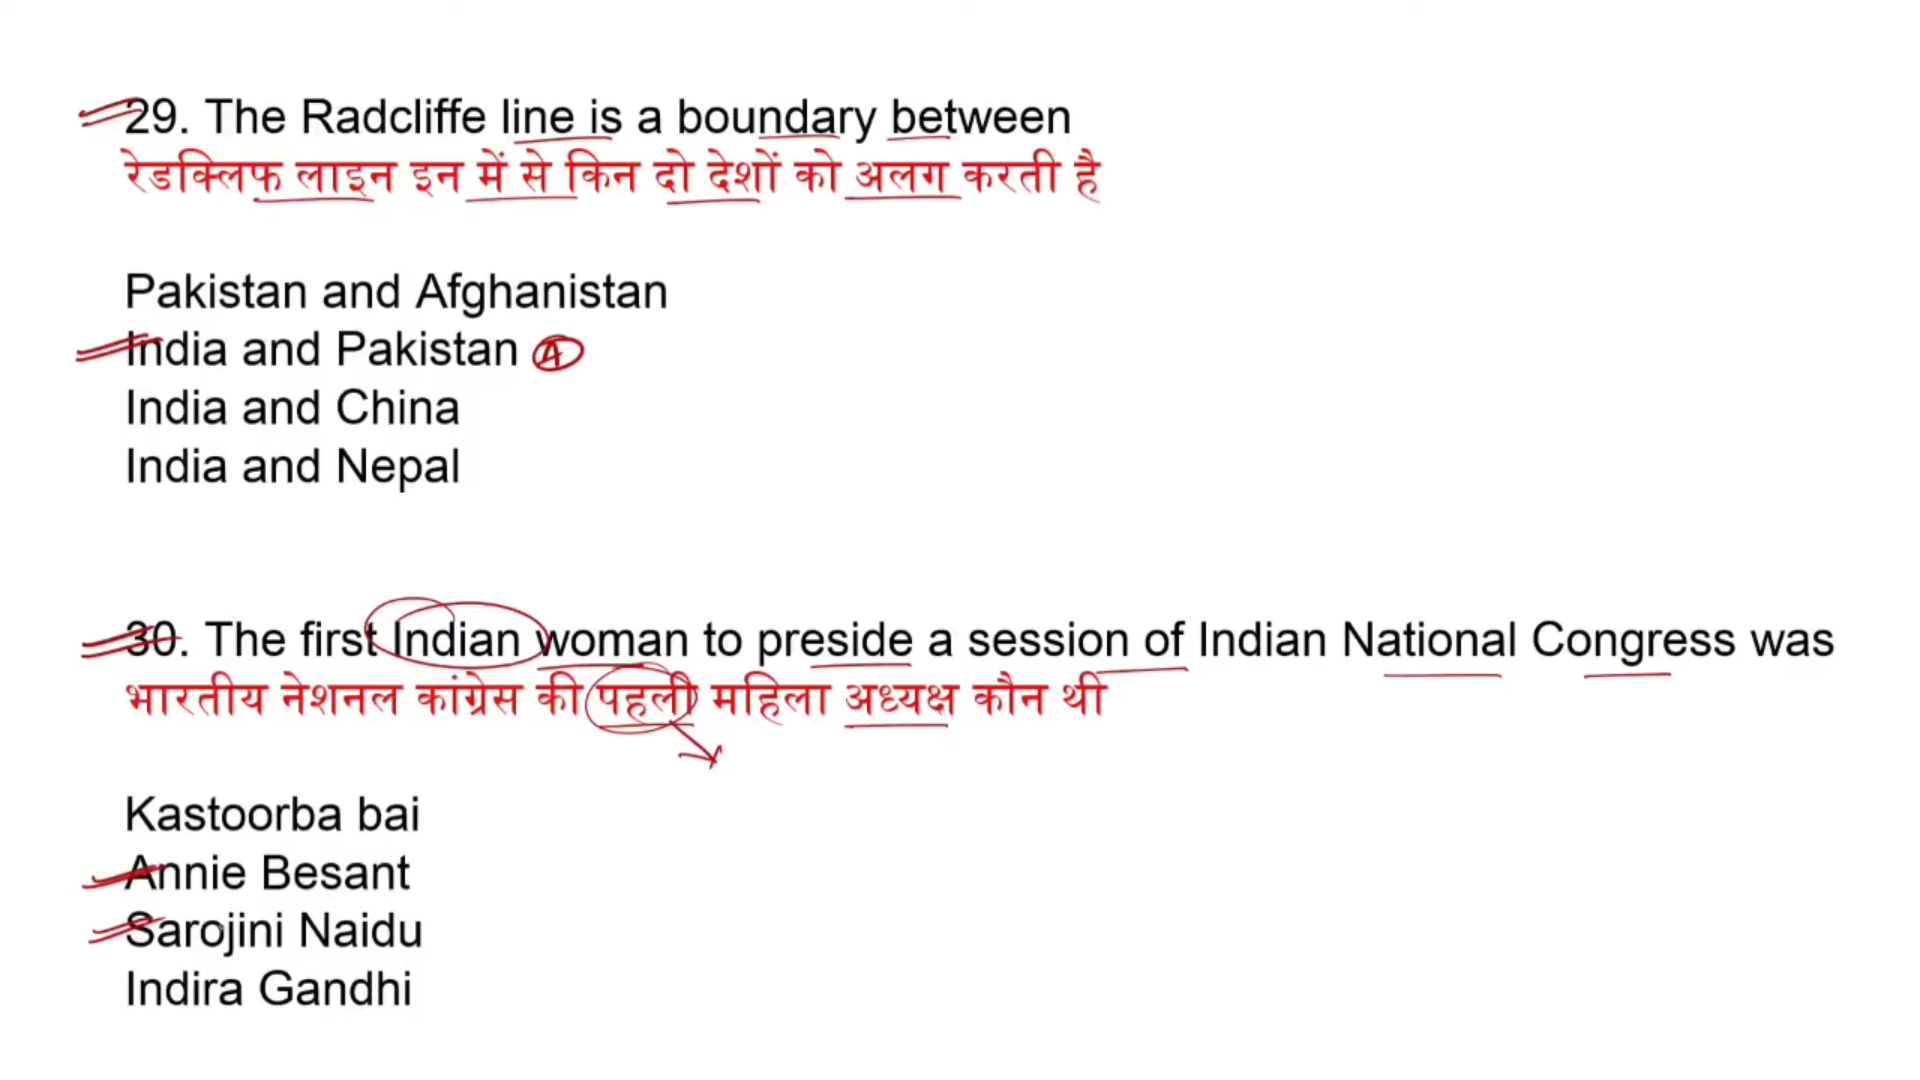 29. The Radcliffe line is a boundary between
रेडक्लिफ लाइन इन में से किन दो देशों को अलग करती है
Pakistan and Afghanistan
India and Pakistan A
India and China
India and Nepal
30. The first Indian woman to preside a session of Indian National Congress was
भारतीय नेशनल कांग्रेस की पहली महिला अध्यक्ष कौन थी
Kastoorba bai
Annie Besant
Sarojini Naidu
Indira Gandhi